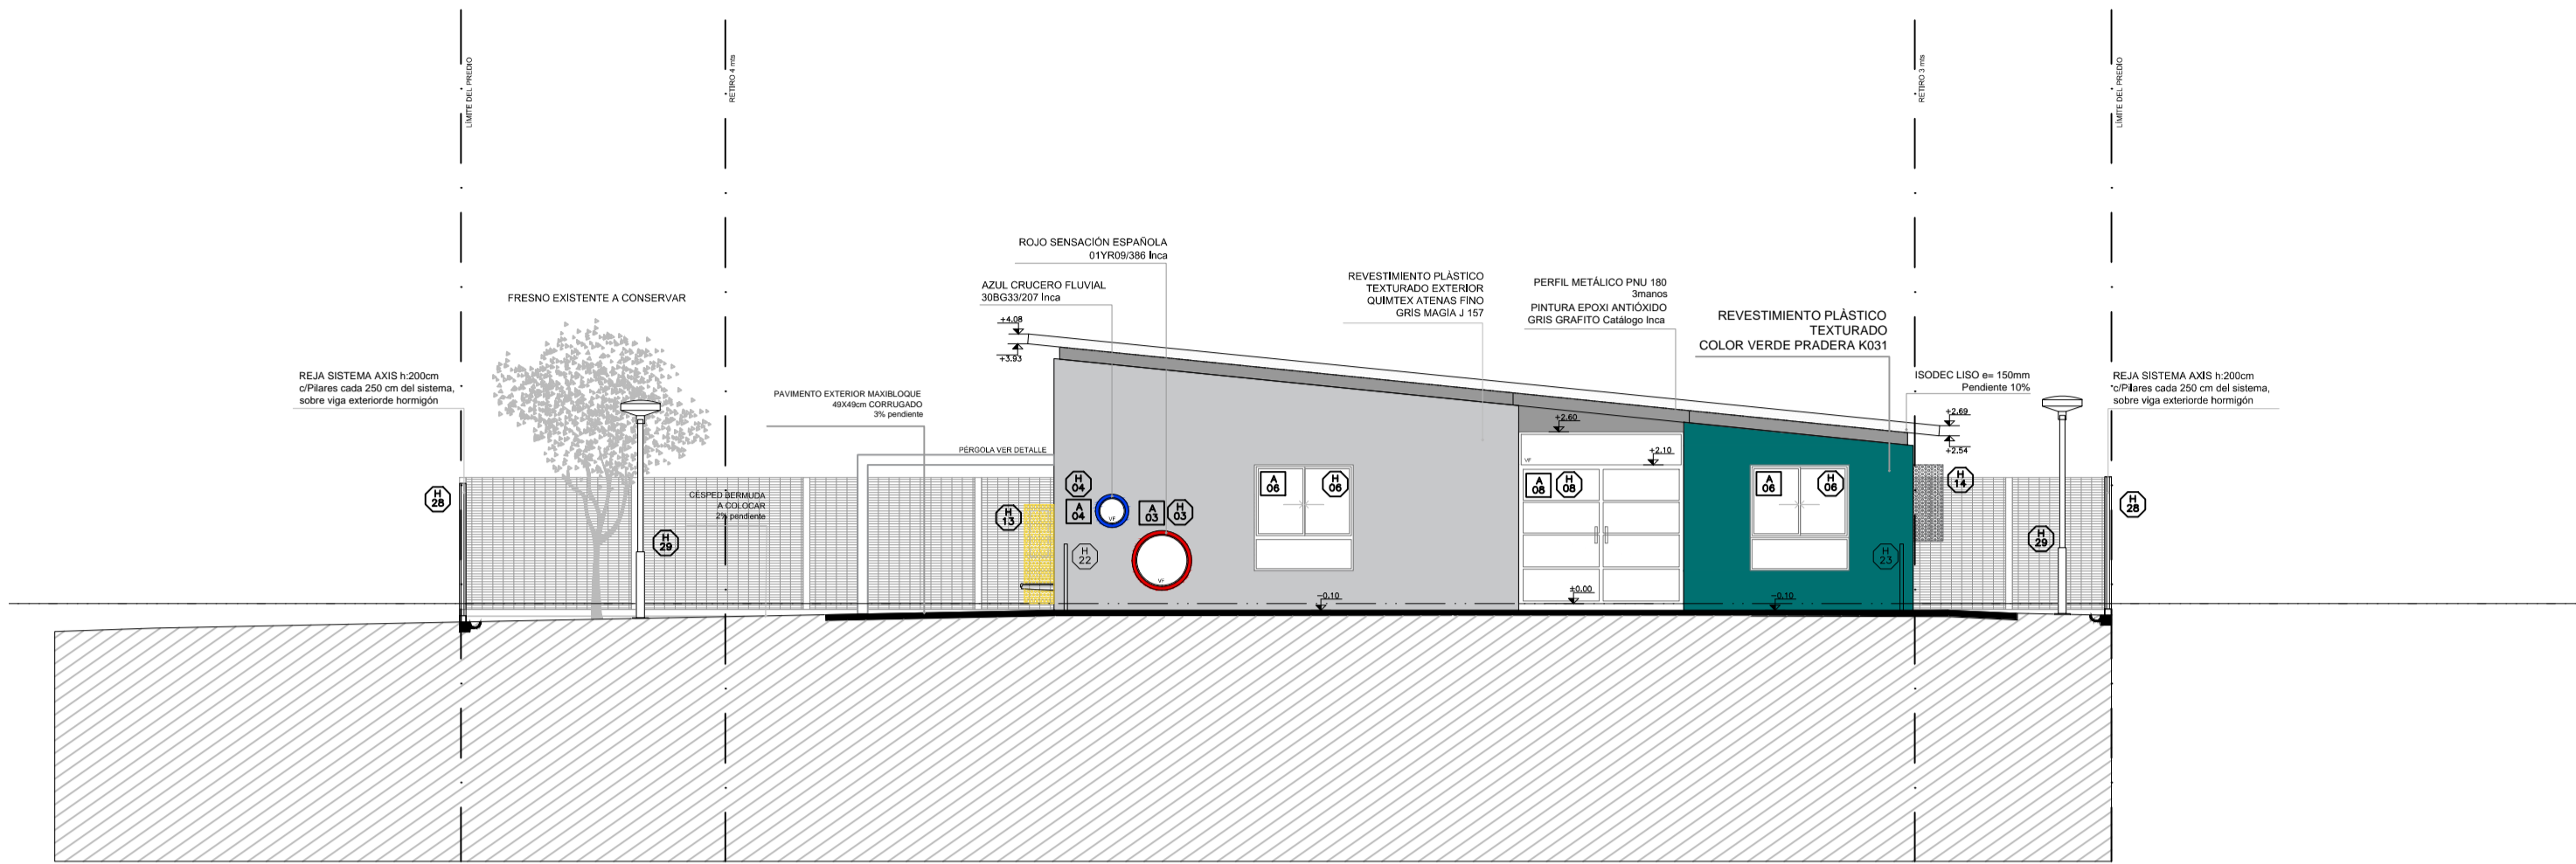 LÍMITE DEL PREDIO
RETIRO 4 mts
RETIRO 3 mts
LÍMITE DEL PREDIO
ROJO SENSACIÓN ESPAÑOLA
01YR09/386 Inca
AZUL CRUCERO FLUVIAL
30BG33/207 Inca
REVESTIMIENTO PLÁSTICO
TEXTURADO EXTERIOR
QUIMTEX ATENAS FINO
GRIS MAGIA J 157
PERFIL METÁLICO PNU 180
3manos
PINTURA EPOXI ANTIÓXIDO
GRIS GRAFITO Catálogo Inca
REVESTIMIENTO PLÀSTICO
TEXTURADO
COLOR VERDE PRADERA K031
FRESNO EXISTENTE A CONSERVAR
+4.08
+3.93
REJA SISTEMA AXIS h:200cm
c/Pilares cada 250 cm del sistema,
sobre viga exteriorde hormigón
PAVIMENTO EXTERIOR MAXIBLOQUE
49X49cm CORRUGADO
3% pendiente
ISODEC LISO e= 150mm
Pendiente 10%
REJA SISTEMA AXIS h:200cm
c/Pilares cada 250 cm del sistema,
sobre viga exteriorde hormigón
+2.69
+2.54
+2.60
+2.10
VF
PÉRGOLA VER DETALLE
CÉSPED BERMUDA
A COLOCAR
2% pendiente
H
28
H
29
H
13
H
04
A
04
VF
A
03
H
03
VF
H
22
A
06
H
06
A
08
H
08
A
06
H
06
H
23
H
14
H
29
H
28
-0.10
+0.00
-0.10